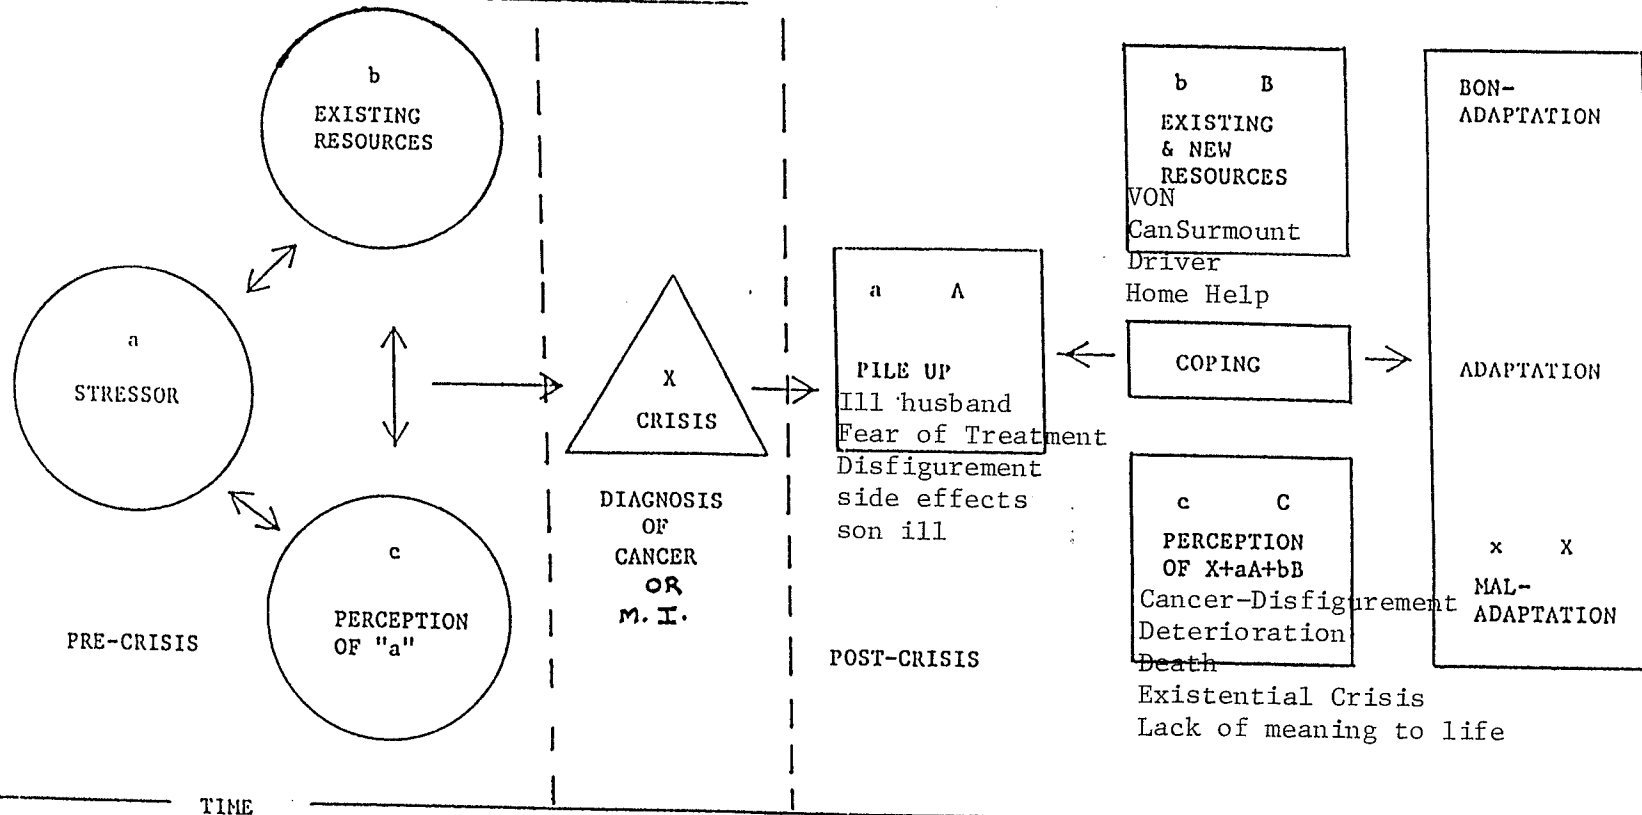 b
EXISTING
RESOURCES
a
STRESSOR
c
PERCEPTION
OF "a"
PRE-CRISIS
X
CRISIS
DIAGNOSIS
OF
CANCER
OR
M.I.
a A
PILE UP
Ill husband
Fear of Treatment
Disfigurement
side effects
son ill
POST-CRISIS
b B
EXISTING
& NEW
RESOURCES
VON
CanSurmount
Driver
Home Help
COPING
c C
PERCEPTION
OF X+aA+bB
Cancer-Disfigurement
Deterioration
Death
Existential Crisis
Lack of meaning to life
BON-
ADAPTATION
ADAPTATION
x X
MAL-
ADAPTATION
TIME